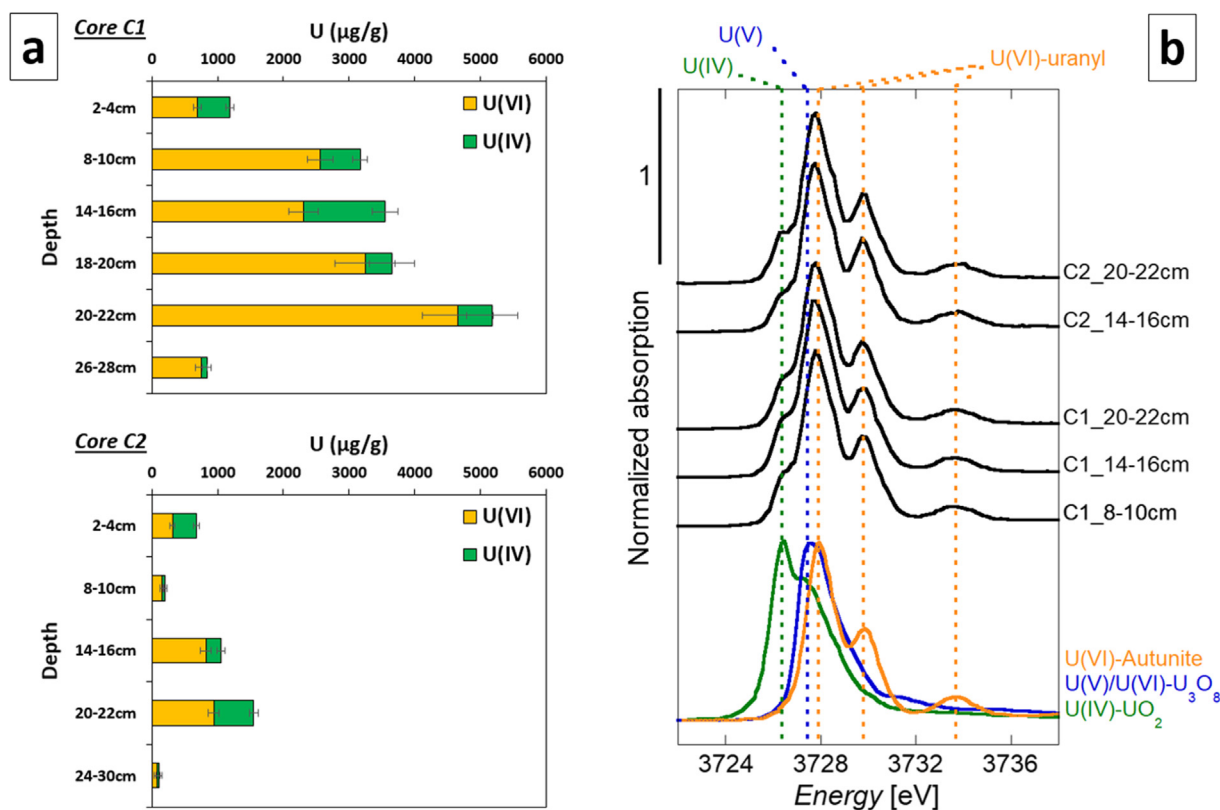 a
Core C1
U (µg/g)
0 1000 2000 3000 4000 5000 6000
2-4cm
8-10cm
14-16cm
18-20cm
20-22cm
26-28cm
Depth
U(VI)
U(IV)
Core C2
U (µg/g)
0 1000 2000 3000 4000 5000 6000
2-4cm
8-10cm
14-16cm
20-22cm
24-30cm
Depth
U(VI)
U(IV)
b
U(V)
U(IV)
U(VI)-uranyl
1
Normalized absorption
C2_20-22cm
C2_14-16cm
C1_20-22cm
C1_14-16cm
C1_8-10cm
U(VI)-Autunite
U(V)/U(VI)-U₃O₈
U(IV)-UO₂
3724 3728 3732 3736
Energy [eV]